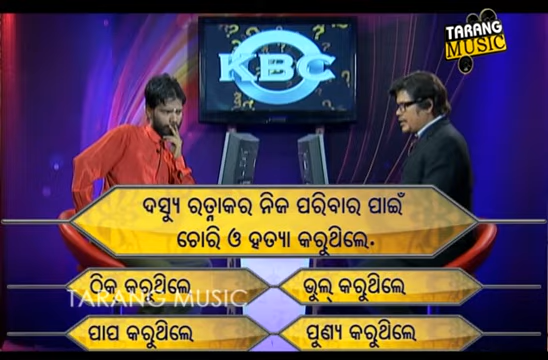 TARANG
MUSIC
KBC
ଦସ୍ୟୁ ରତ୍ନାକର ନିଜ ପରିବାର ପାଇଁ
ଚୋରି ଓ ହତ୍ୟା କରୁଥିଲେ.
ଠିକ୍ କରୁଥିଲେ
ଭୁଲ୍ କରୁଥିଲେ
TARANG MUSIC
ପାପ କରୁଥିଲେ
ପୁଣ୍ୟ କରୁଥିଲେ